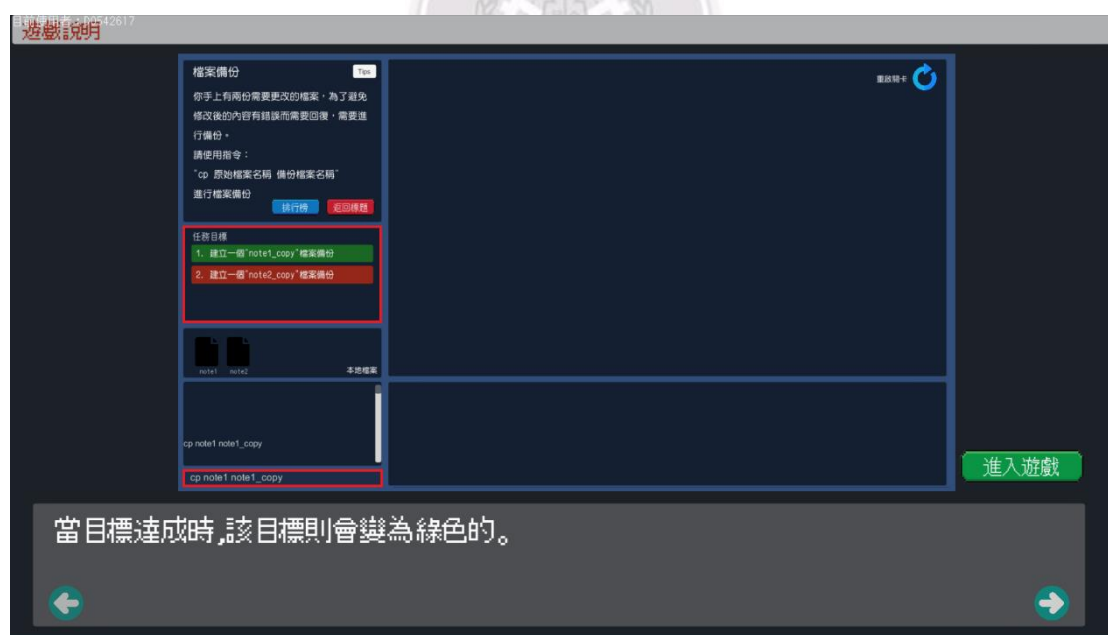 目前使用者：D0542617
遊戲說明
檔案備份
Tips
你手上有兩份需要更改的檔案，為了避免
修改後的內容有錯誤而需要回復，需要進
行備份。
請使用指令：
"cp 原始檔案名稱 備份檔案名稱"
進行檔案備份
排行榜
返回標題
任務目標
1. 建立一個"note1_copy"檔案備份
2. 建立一個"note2_copy"檔案備份
note1
note2
本地檔案
cp note1 note1_copy
cp note1 note1_copy
重啟關卡
進入遊戲
當目標達成時,該目標則會變為綠色的。